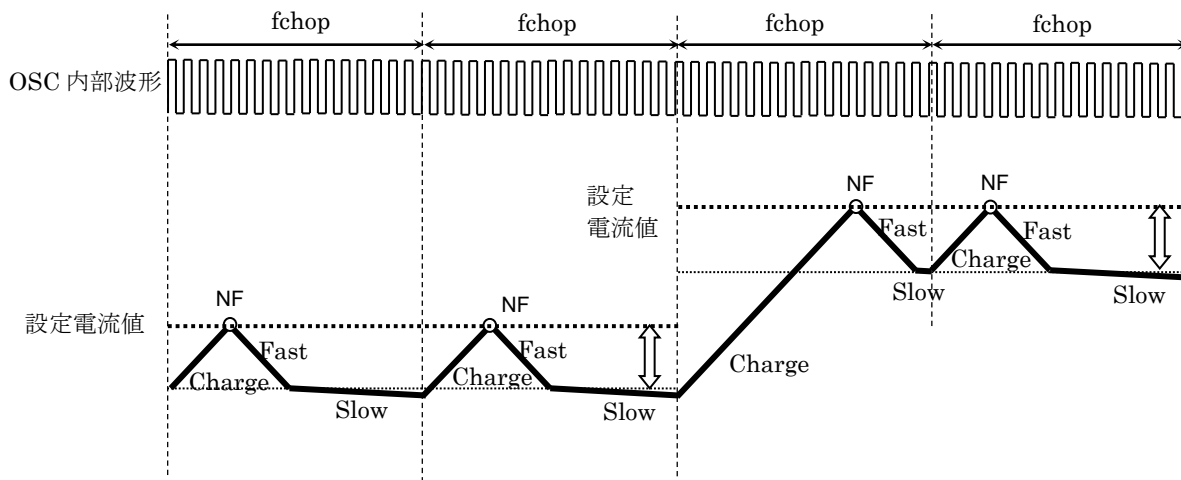 fchop fchop fchop fchop
OSC 内部波形
設定
電流値
NF NF
Fast Fast
Charge
Slow Slow
設定電流値
NF NF
Fast Fast
Charge Charge
Charge
Slow Slow